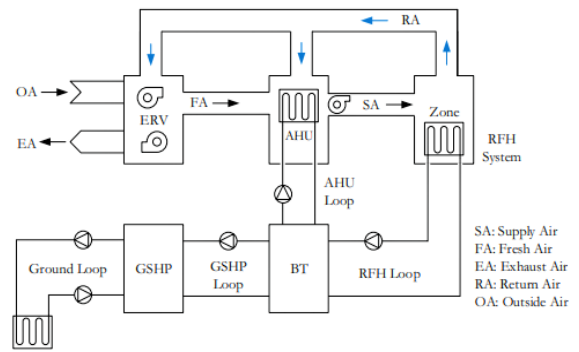 RA
OA
ERV
FA
AHU
SA
Zone
EA
RFH
System
AHU
Loop
Ground Loop
GSHP
GSHP
Loop
BT
RFH Loop
SA: Supply Air
FA: Fresh Air
EA: Exhaust Air
RA: Return Air
OA: Outside Air